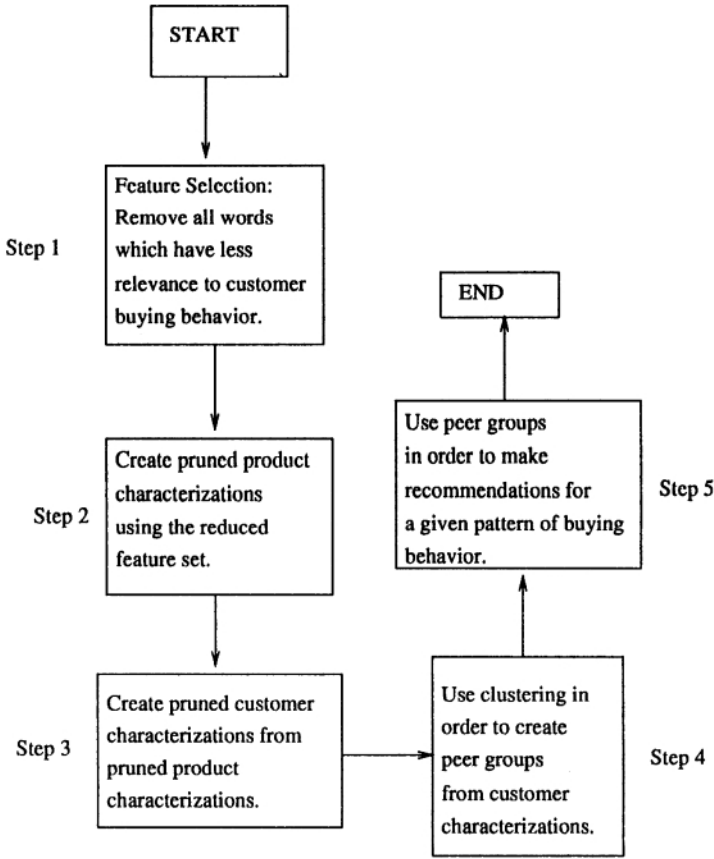 START
Step 1
Feature Selection:
Remove all words
which have less
relevance to customer
buying behavior.
Step 2
Create pruned product
characterizations
using the reduced
feature set.
Step 3
Create pruned customer
characterizations from
pruned product
characterizations.
Use clustering in
order to create
peer groups
from customer
characterizations.
Step 4
Use peer groups
in order to make
recommendations for
a given pattern of buying
behavior.
Step 5
END